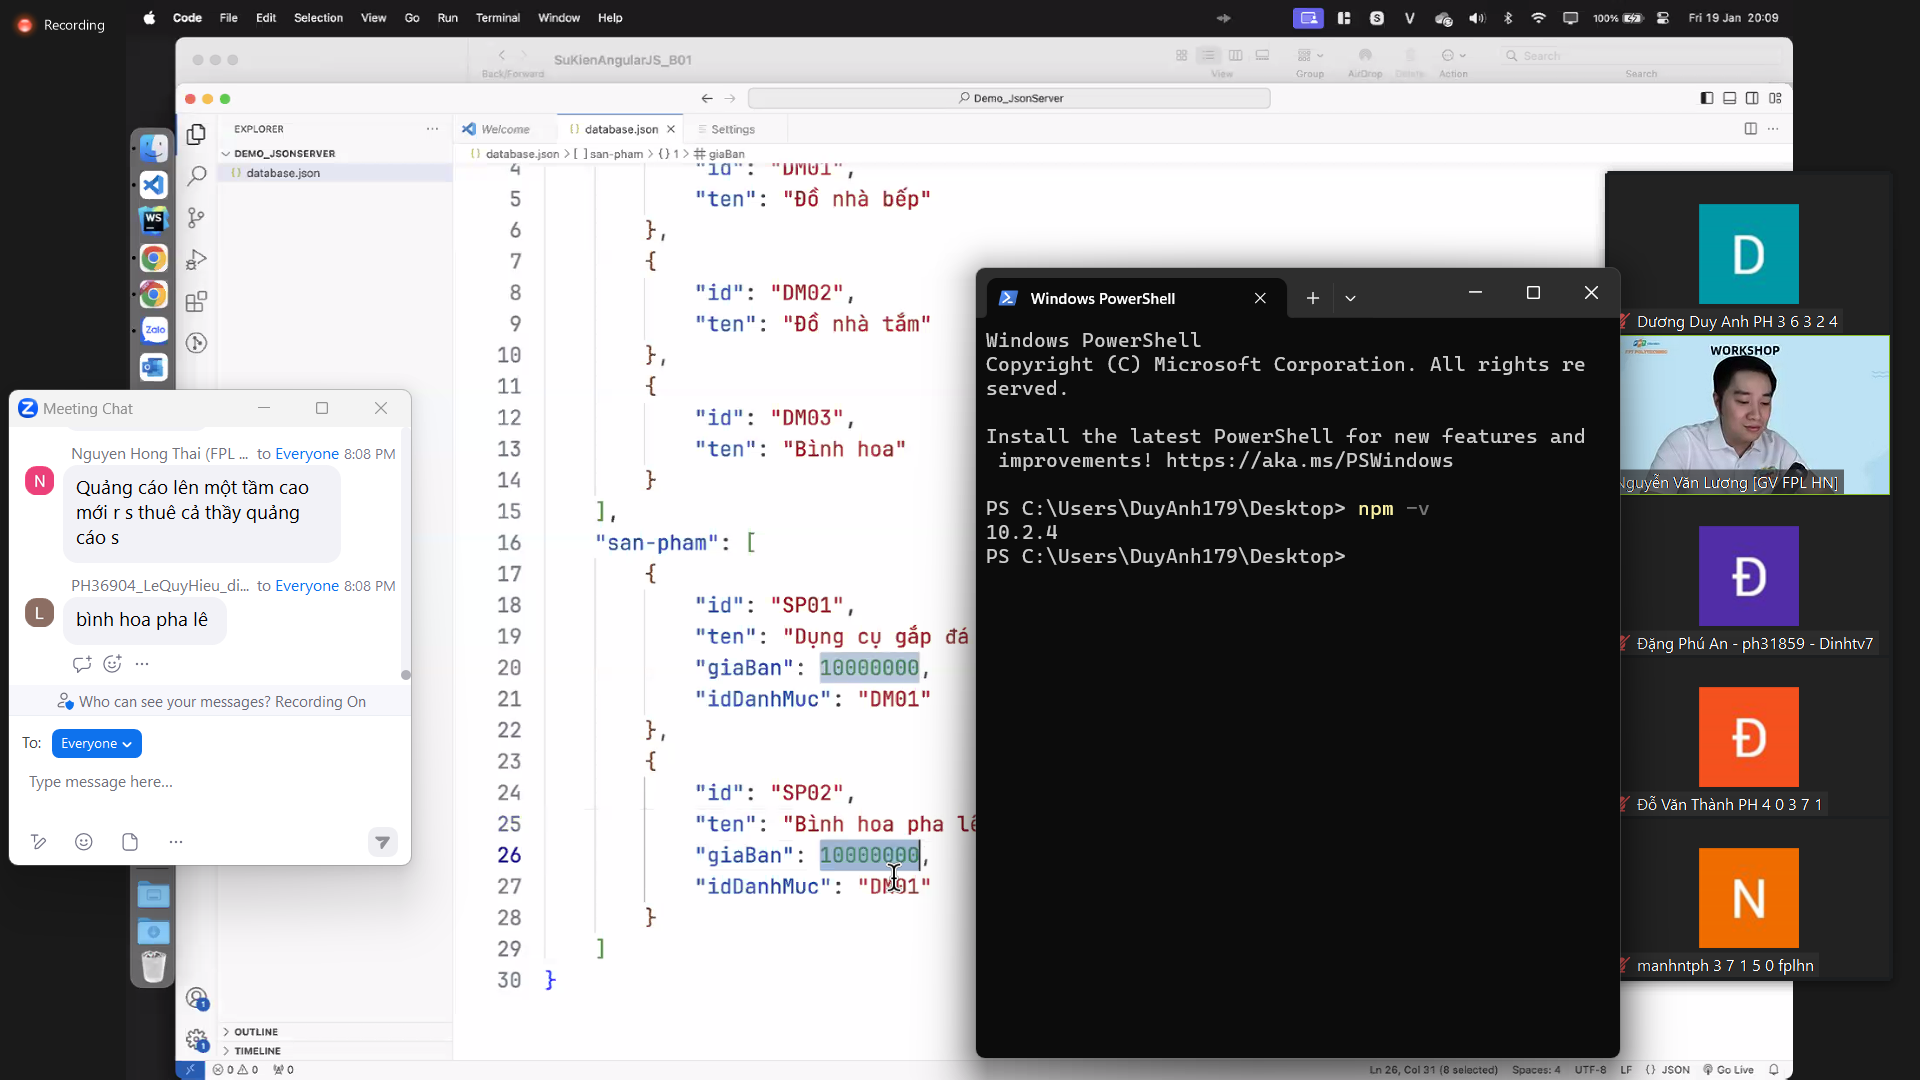 Recording
Code File Edit Selection View Go Run Terminal Window Help
100%
Fri 19 Jan 20:09
SuKienAngularJS_B01
Back/Forward
View
Group
AirDrop
Delete
Action
Search
Search
Demo_JsonServer
EXPLORER
DEMO_JSONSERVER
{} database.json
Welcome
{} database.json
Settings
{} database.json > [ ] san-pham > {} 1 > # giaBan
4 "id": "DM01",
5 "ten": "Đồ nhà bếp"
6 },
7 {
8 "id": "DM02",
9 "ten": "Đồ nhà tắm"
10 },
11 {
12 "id": "DM03",
13 "ten": "Bình hoa"
14 }
15 ],
16 "san-pham": [
17 {
18 "id": "SP01",
19 "ten": "Dụng cụ gắp đá
20 "giaBan": 10000000,
21 "idDanhMuc": "DM01"
22 },
23 {
24 "id": "SP02",
25 "ten": "Bình hoa pha lê
26 "giaBan": 10000000,
27 "idDanhMuc": "DM01"
28 }
29 ]
30 }
OUTLINE
TIMELINE
0 0 0
Ln 26, Col 31 (8 selected) Spaces: 4 UTF-8 LF {} JSON Go Live
WS
Zalo
Meeting Chat
Nguyen Hong Thai (FPL ... to Everyone 8:08 PM
N
Quảng cáo lên một tầm cao
mới r s thuê cả thầy quảng
cáo s
PH36904_LeQuyHieu_di... to Everyone 8:08 PM
L
bình hoa pha lê
Who can see your messages? Recording On
To: Everyone
Type message here...
Windows PowerShell
Windows PowerShell
Copyright (C) Microsoft Corporation. All rights re
served.
Install the latest PowerShell for new features and
improvements! https://aka.ms/PSWindows
PS C:\Users\DuyAnh179\Desktop> npm -v
10.2.4
PS C:\Users\DuyAnh179\Desktop>
D
Dương Duy Anh PH 3 6 3 2 4
WORKSHOP
Nguyễn Văn Lương [GV FPL HN]
Đ
Đặng Phú An - ph31859 - Dinhtv7
Đ
Đỗ Văn Thành PH 4 0 3 7 1
N
manhntph 3 7 1 5 0 fplhn